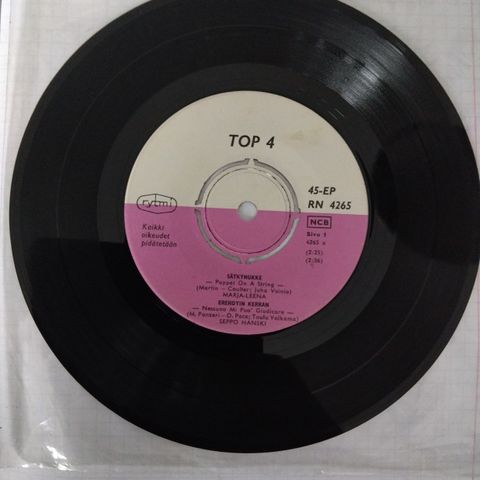 TOP 4
rytmi
45-EP
RN 4265
NCB
Kaikki
oikeudet
pidätetään
Sivu 1
4265 a
(2:25)
(2:36)
SÄTKYNUKKE
— Puppet On A String —
(Martin - Coulter; Juha Vainio)
MARJA-LEENA
EREHDYIN KERRAN
— Nessuno Mi Puo' Giudicare —
(M. Panzeri - D. Pace; Tuula Valkama)
SEPPO HANSKI